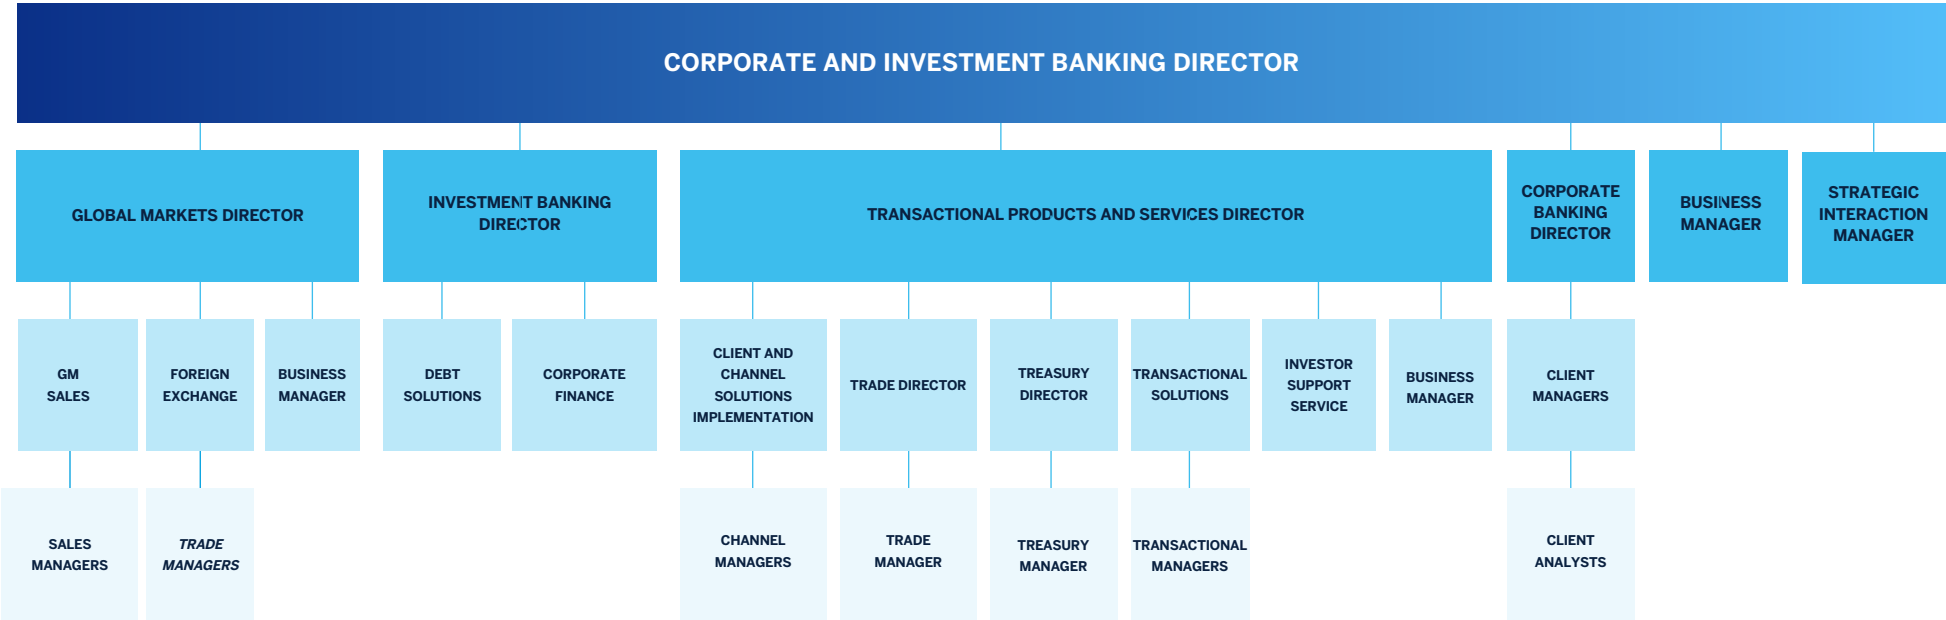 CORPORATE AND INVESTMENT BANKING DIRECTOR
GLOBAL MARKETS DIRECTOR
INVESTMENT BANKING
DIRECTOR
TRANSACTIONAL PRODUCTS AND SERVICES DIRECTOR
CORPORATE
BANKING
DIRECTOR
BUSINESS
MANAGER
STRATEGIC
INTERACTION
MANAGER
GM
SALES
FOREIGN
EXCHANGE
BUSINESS
MANAGER
DEBT
SOLUTIONS
CORPORATE
FINANCE
CLIENT AND
CHANNEL
SOLUTIONS
IMPLEMENTATION
TRADE DIRECTOR
TREASURY
DIRECTOR
TRANSACTIONAL
SOLUTIONS
INVESTOR
SUPPORT
SERVICE
BUSINESS
MANAGER
CLIENT
MANAGERS
SALES
MANAGERS
TRADE
MANAGERS
CHANNEL
MANAGERS
TRADE
MANAGER
TREASURY
MANAGER
TRANSACTIONAL
MANAGERS
CLIENT
ANALYSTS